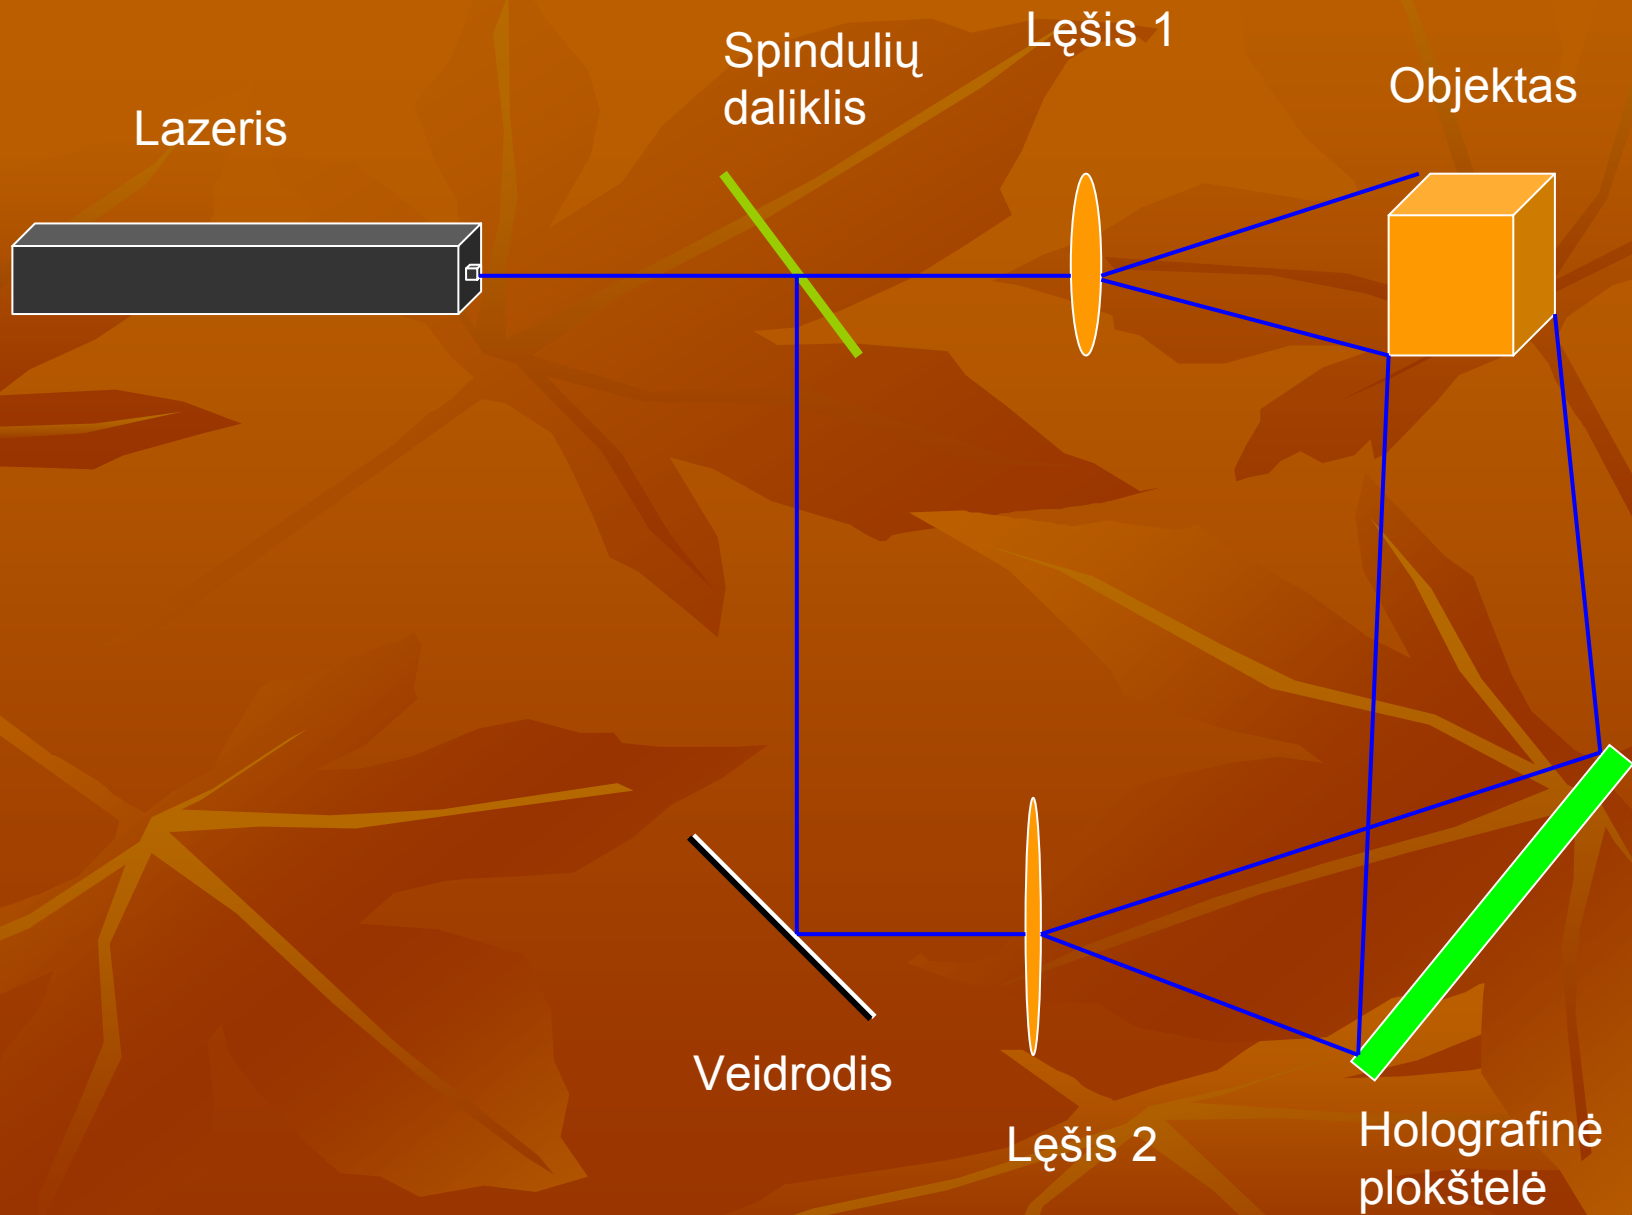 Lęšis 1
Spindulių
daliklis
Objektas
Lazeris
Veidrodis
Lęšis 2
Holografinė
plokštelė